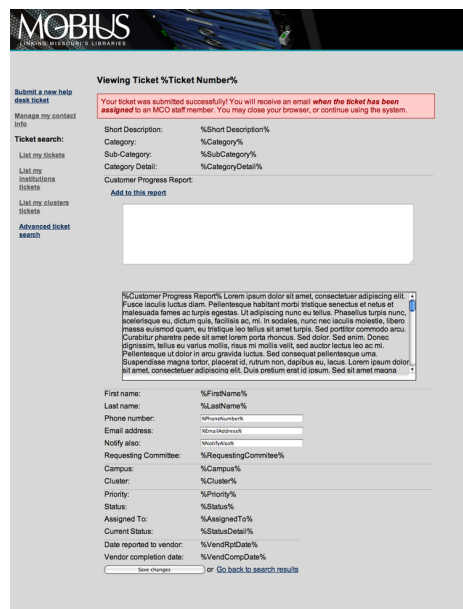 MOBIUS
LINKING MISSOURI'S LIBRARIES
Viewing Ticket %Ticket Number%
Submit a new help
desk ticket
Manage my contact
info
Ticket search:
List my tickets
List my
institutions
tickets
List my clusters
tickets
Advanced ticket
search
Your ticket was submitted successfully! You will receive an email when the ticket has been
assigned to an MCO staff member. You may close your browser, or continue using the system.
Short Description: %Short Description%
Category: %Category%
Sub-Category: %SubCategory%
Category Detail: %CategoryDetail%
Customer Progress Report:
Add to this report
%Customer Progress Report% Lorem ipsum dolor sit amet, consectetuer adipiscing elit.
Fusce iaculis luctus diam. Pellentesque habitant morbi tristique senectus et netus et
malesuada fames ac turpis egestas. Ut adipiscing nunc eu tellus. Phasellus turpis nunc,
scelerisque eu, dictum quis, facilisis ac, mi. In sodales, nunc nec iaculis molestie, libero
massa euismod quam, eu tristique leo tellus sit amet turpis. Sed porttitor commodo arcu.
Curabitur pharetra pede sit amet lorem porta rhoncus. Sed dolor. Sed enim. Donec
dignissim, tellus eu varius mollis, risus mi mollis velit, sed auctor lectus leo ac mi.
Pellentesque ut dolor in arcu gravida luctus. Sed consequat pellentesque urna.
Suspendisse magna tortor, placerat id, rutrum non, dapibus eu, lacus. Lorem ipsum dolor
sit amet, consectetuer adipiscing elit. Duis pretium erat id ipsum. Sed sit amet magna
First name: %FirstName%
Last name: %LastName%
Phone number: %PhoneNumber%
Email address: %EmailAddress%
Notify also: %NotifyAlso%
Requesting Committee: %RequestingCommitee%
Campus: %Campus%
Cluster: %Cluster%
Priority: %Priority%
Status: %Status%
Assigned To: %AssignedTo%
Current Status: %StatusDetail%
Date reported to vendor: %VendRptDate%
Vendor completion date: %VendCompDate%
Save changes or Go back to search results